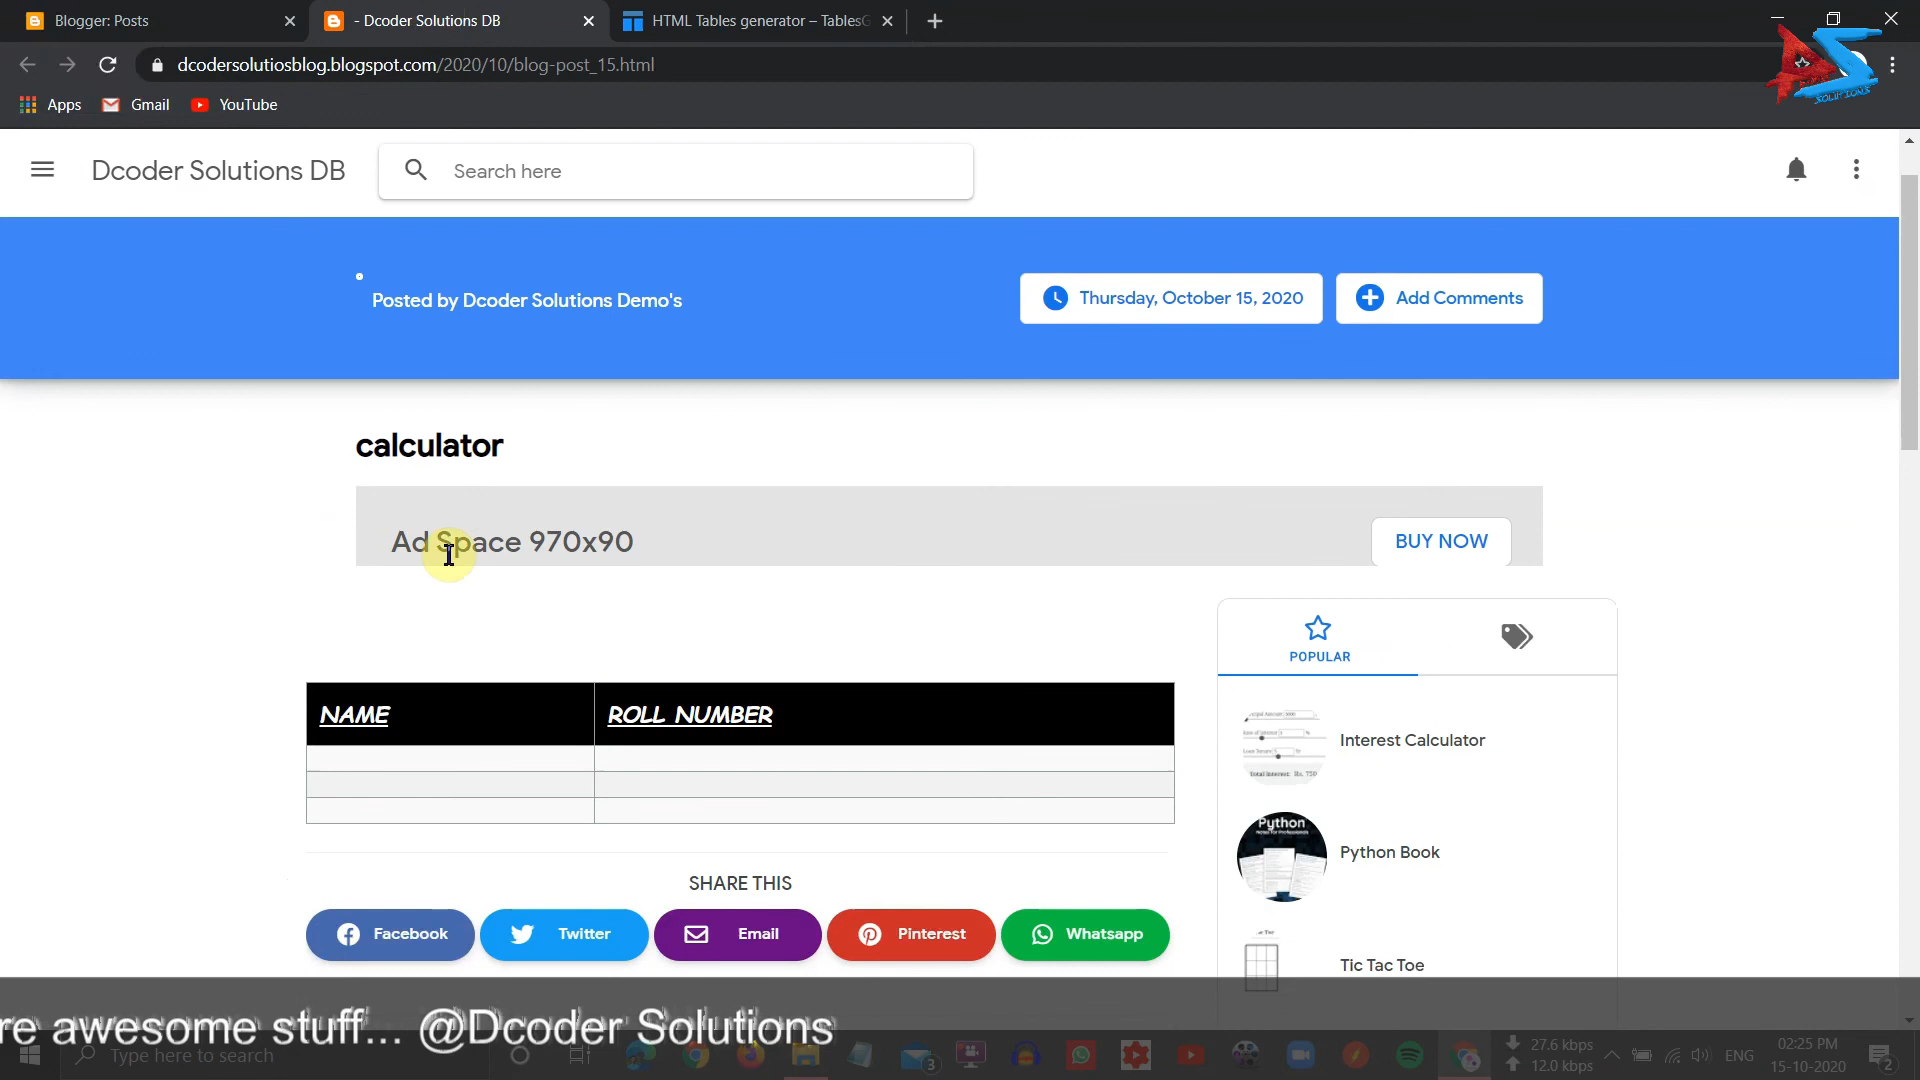 Blogger: Posts
- Dcoder Solutions DB
HTML Tables generator – TablesG
dcodersolutiosblog.blogspot.com/2020/10/blog-post_15.html
Apps
Gmail
YouTube
SOLUTIONS
Dcoder Solutions DB
Search here
Posted by Dcoder Solutions Demo's
Thursday, October 15, 2020
Add Comments
calculator
Ad Space 970x90
BUY NOW
POPULAR
NAME
ROLL NUMBER
Interest Calculator
Python
Python Book
Tic Tac Toe
SHARE THIS
Facebook
Twitter
Email
Pinterest
Whatsapp
re awesome stuff... @Dcoder Solutions
Type here to search
3
27.6 kbps
12.0 kbps
ENG
02:25 PM
15-10-2020
2